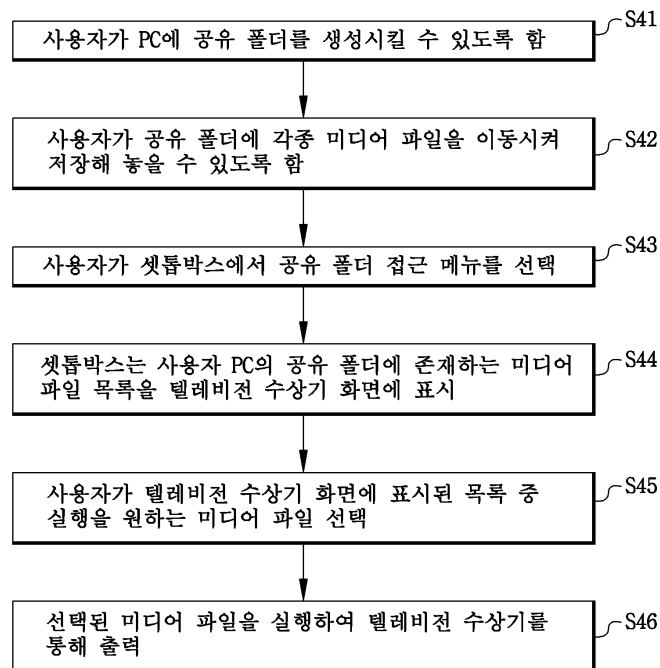 사용자가 PC에 공유 폴더를 생성시킬 수 있도록 함
S41
사용자가 공유 폴더에 각종 미디어 파일을 이동시켜
저장해 놓을 수 있도록 함
S42
사용자가 셋톱박스에서 공유 폴더 접근 메뉴를 선택
S43
셋톱박스는 사용자 PC의 공유 폴더에 존재하는 미디어
파일 목록을 텔레비전 수상기 화면에 표시
S44
사용자가 텔레비전 수상기 화면에 표시된 목록 중
실행을 원하는 미디어 파일 선택
S45
선택된 미디어 파일을 실행하여 텔레비전 수상기를
통해 출력
S46